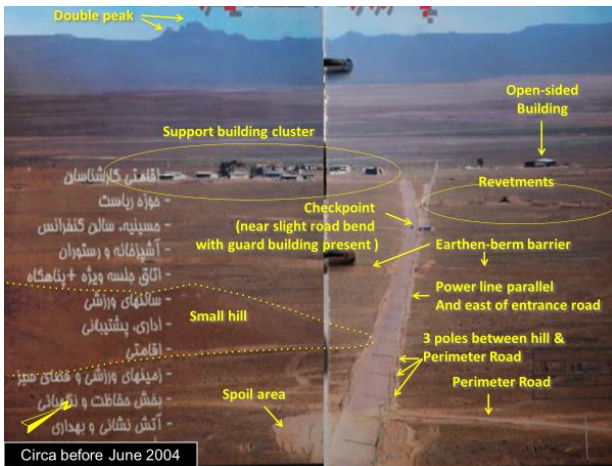 Double peak
Open-sided
Building
Support building cluster
Revetments
اقامتی کارشناسان
- حوزه ریاست
Checkpoint
(near slight road bend
with guard building present )
- حسینیه، سالن کنفرانس
- آشپزخانه و رستوران
Earthen-berm barrier
- اتاق جلسه ویژه + پناهگاه
- سالنهای ورزشی
Power line parallel
And east of entrance road
Small hill
- اداری، پشتیبانی
- اقامتی
3 poles between hill &
Perimeter Road
- زمینهای ورزشی و فضای سبز
Perimeter Road
- بخش حفاظت و نگهبانی
Spoil area
- آتش نشانی و بهداری
Circa before June 2004